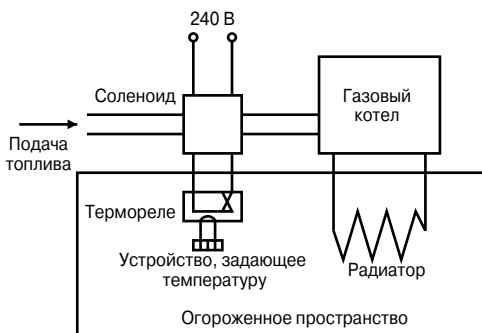 240 В
Соленоид
Газовый
котел
Подача
топлива
Термореле
Устройство, задающее
температуру
Радиатор
Огороженное пространство